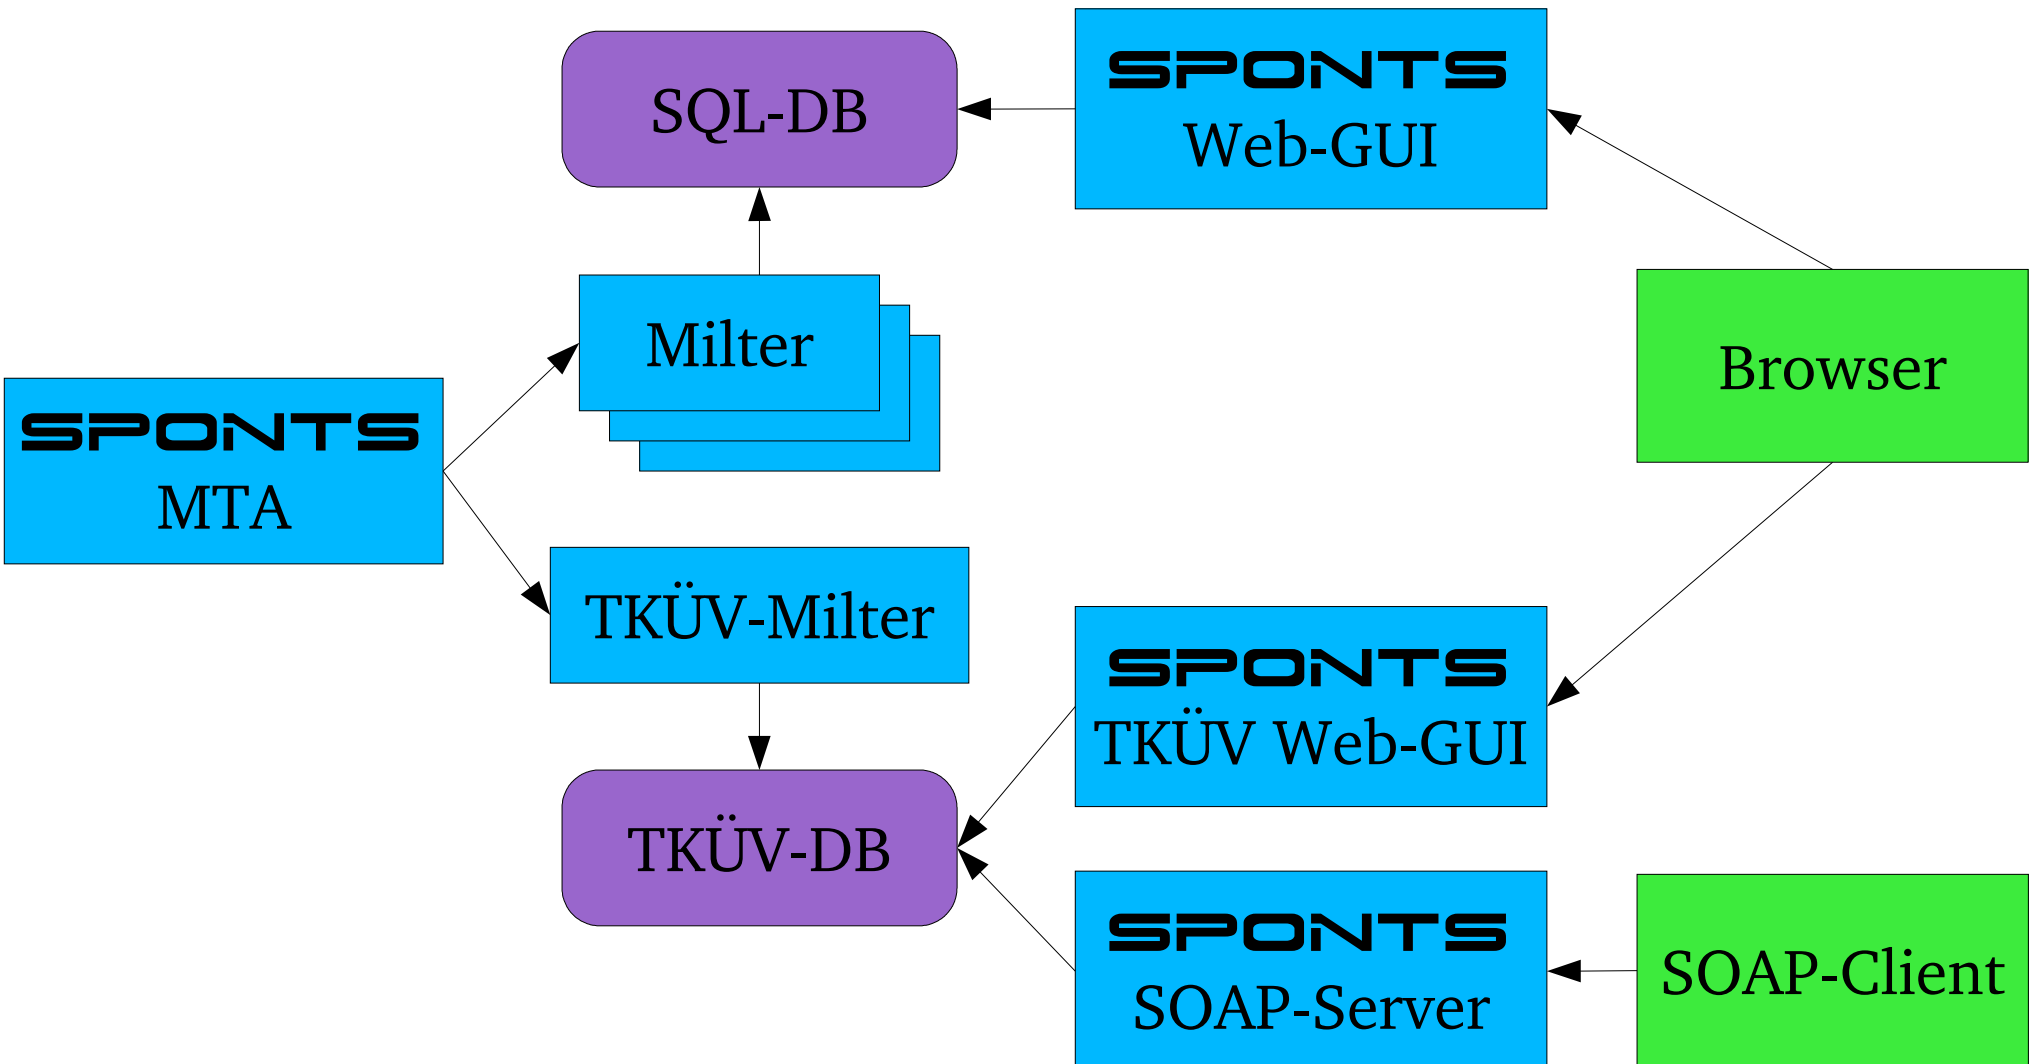 SQL-DB
SPONTS
Web-GUI
Milter
Browser
SPONTS
MTA
TKÜV-Milter
SPONTS
TKÜV Web-GUI
TKÜV-DB
SPONTS
SOAP-Server
SOAP-Client